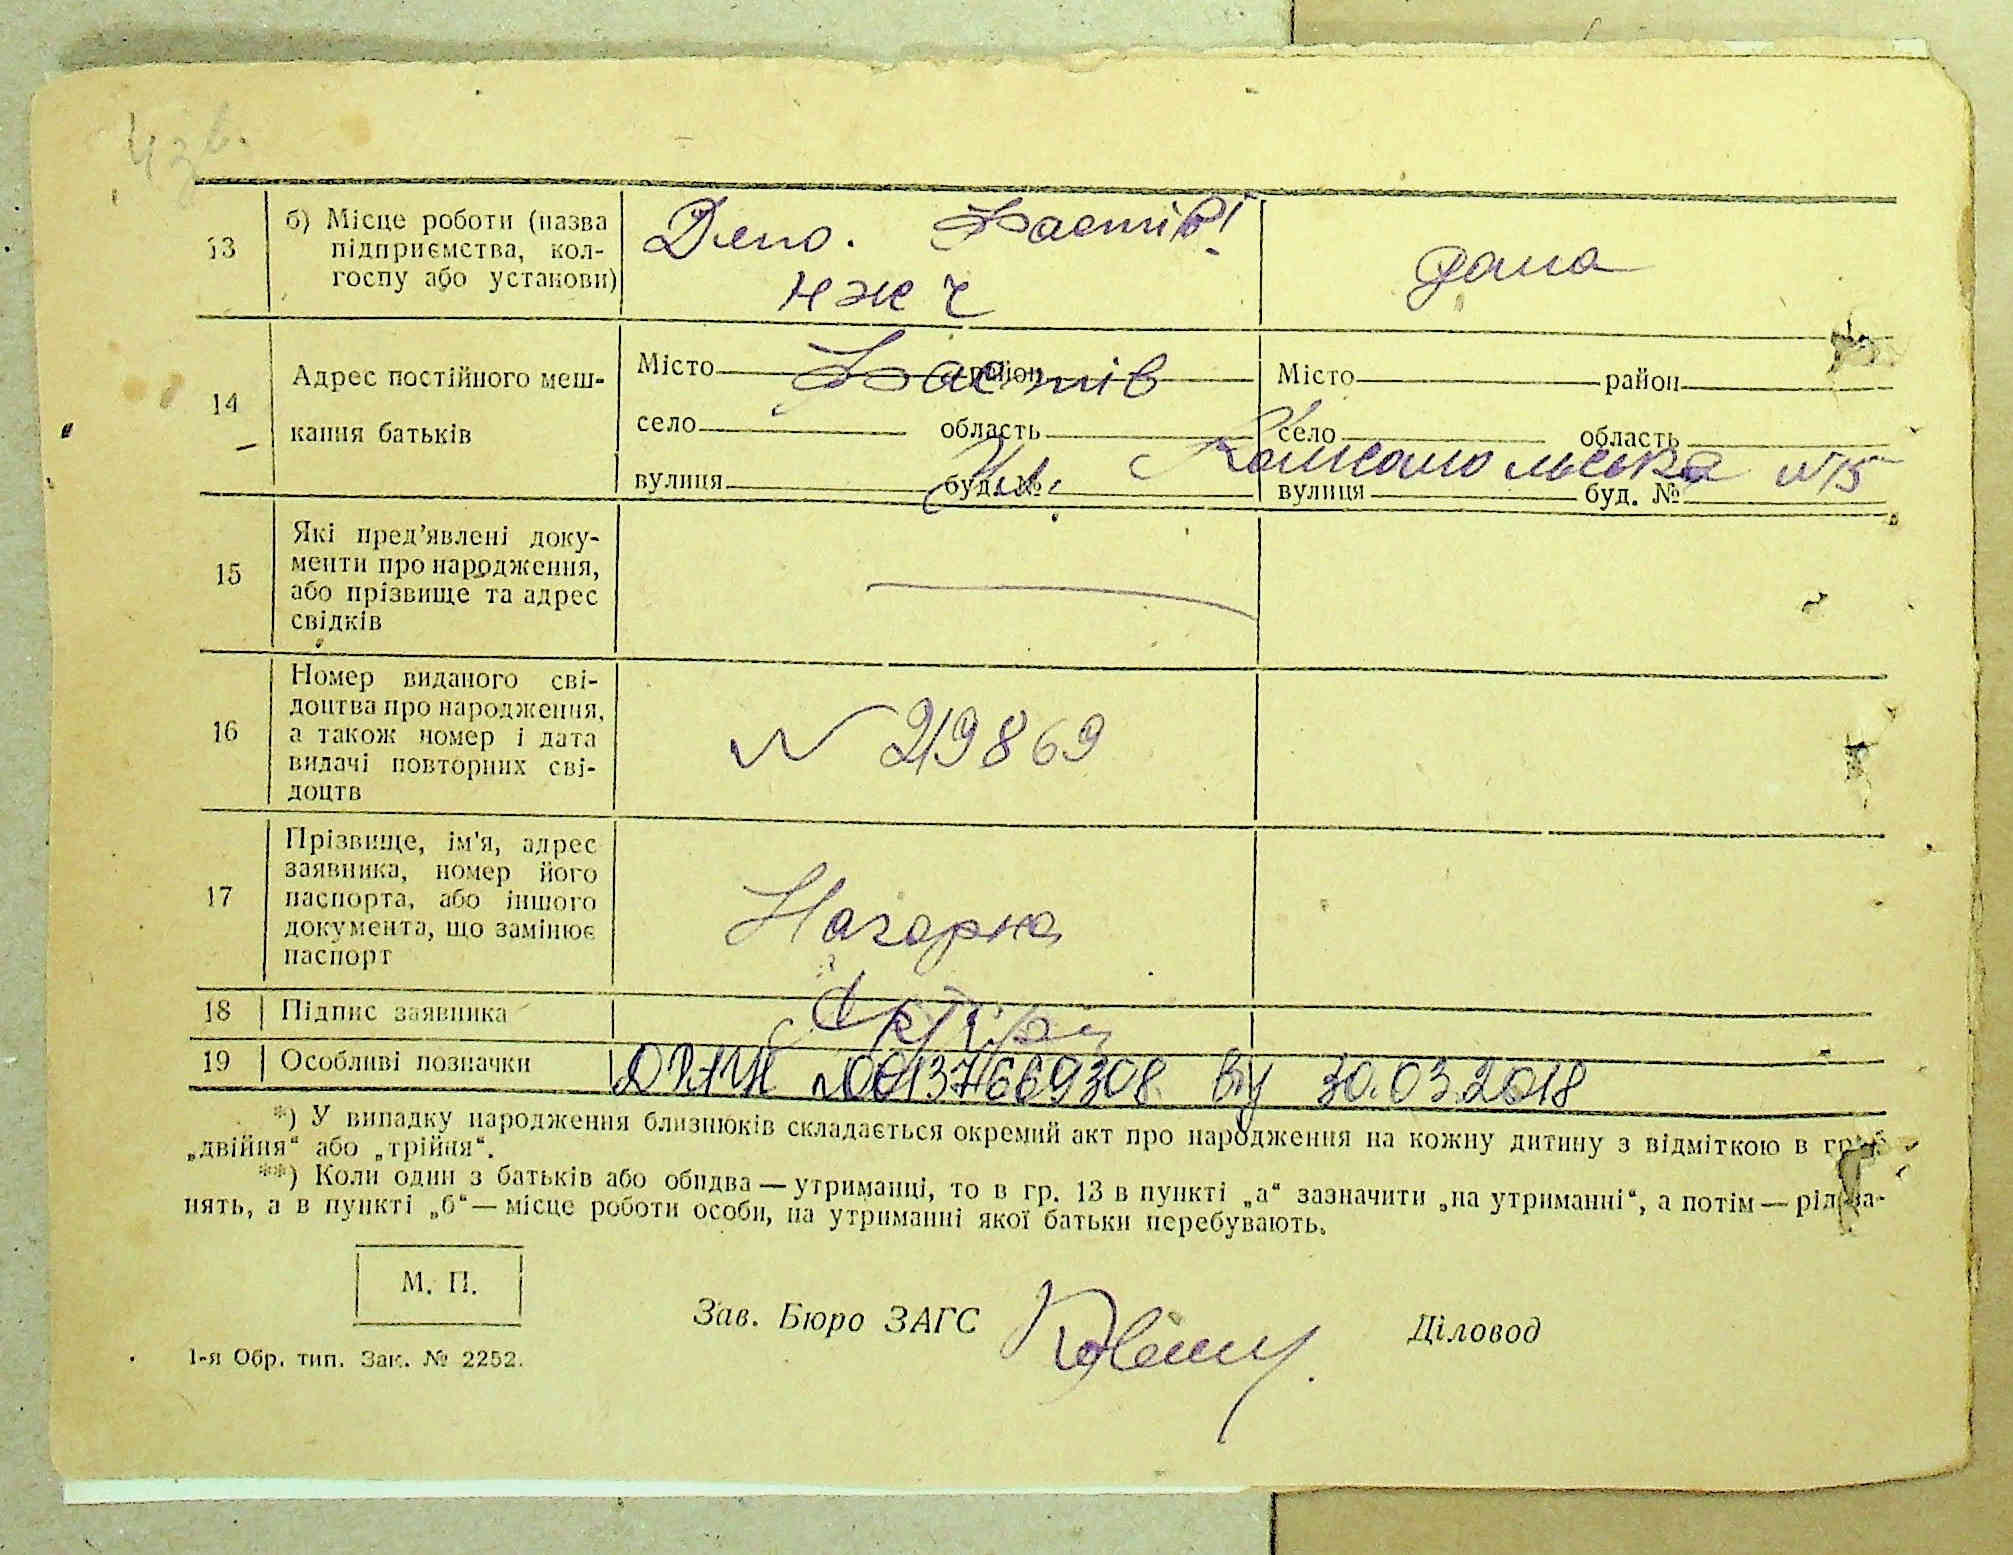 4 зв.
13 б) Місце роботи (назва
підприємства, кол-
госпу або установи)
Депо. Фастів
НЖЧ
дома
14 Адрес постійного меш-
кання батьків
Місто район Місто район
Фастів
село область село область
Комсомольська №15
вулиця буд. № вулиця буд. №
15 Які пред'явлені доку-
менти про народження,
або прізвище та адрес
свідків
16 Номер виданого сві-
доцтва про народження,
а також номер і дата
видачі повторних сві-
доцтв
№ 219869
17 Прізвище, ім'я, адрес
заявника, номер його
паспорта, або іншого
документа, що замінює
паспорт
Нагорна
18 Підпис заявника
19 Особливі позначки
ДРАЦС №00137669308 від 30.03.2018
*) У випадку народження близнюків складається окремий акт про народження на кожну дитину з відміткою в гр.
„двійня“ або „трійня“.
**) Коли один з батьків або обидва — утриманці, то в гр. 13 в пункті „а“ зазначити „на утриманні“, а потім — рід за-
нять, а в пункті „б“ — місце роботи особи, на утриманні якої батьки перебувають.
М. П.
Зав. Бюро ЗАГС
Діловод
1-я Обр. тип. Зак. № 2252.